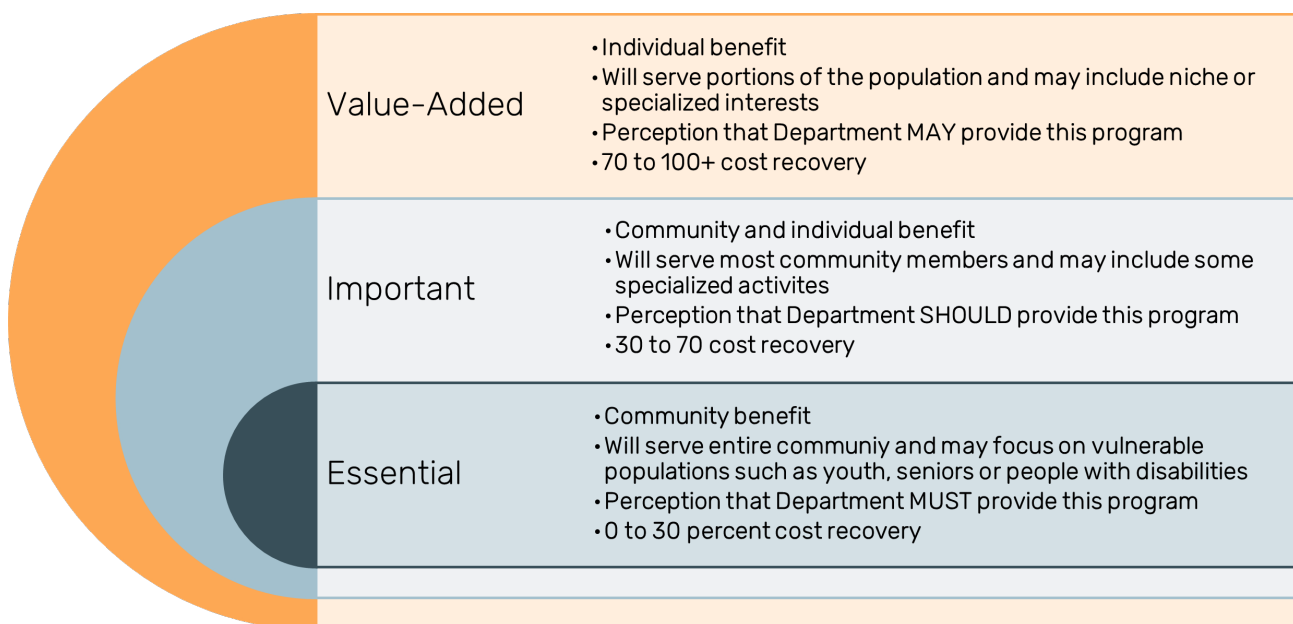 Value-Added
•Individual benefit
•Will serve portions of the population and may include niche or
specialized interests
•Perception that Department MAY provide this program
•70 to 100+ cost recovery
Important
•Community and individual benefit
•Will serve most community members and may include some
specialized activites
•Perception that Department SHOULD provide this program
•30 to 70 cost recovery
Essential
•Community benefit
•Will serve entire communiy and may focus on vulnerable
populations such as youth, seniors or people with disabilities
•Perception that Department MUST provide this program
•0 to 30 percent cost recovery